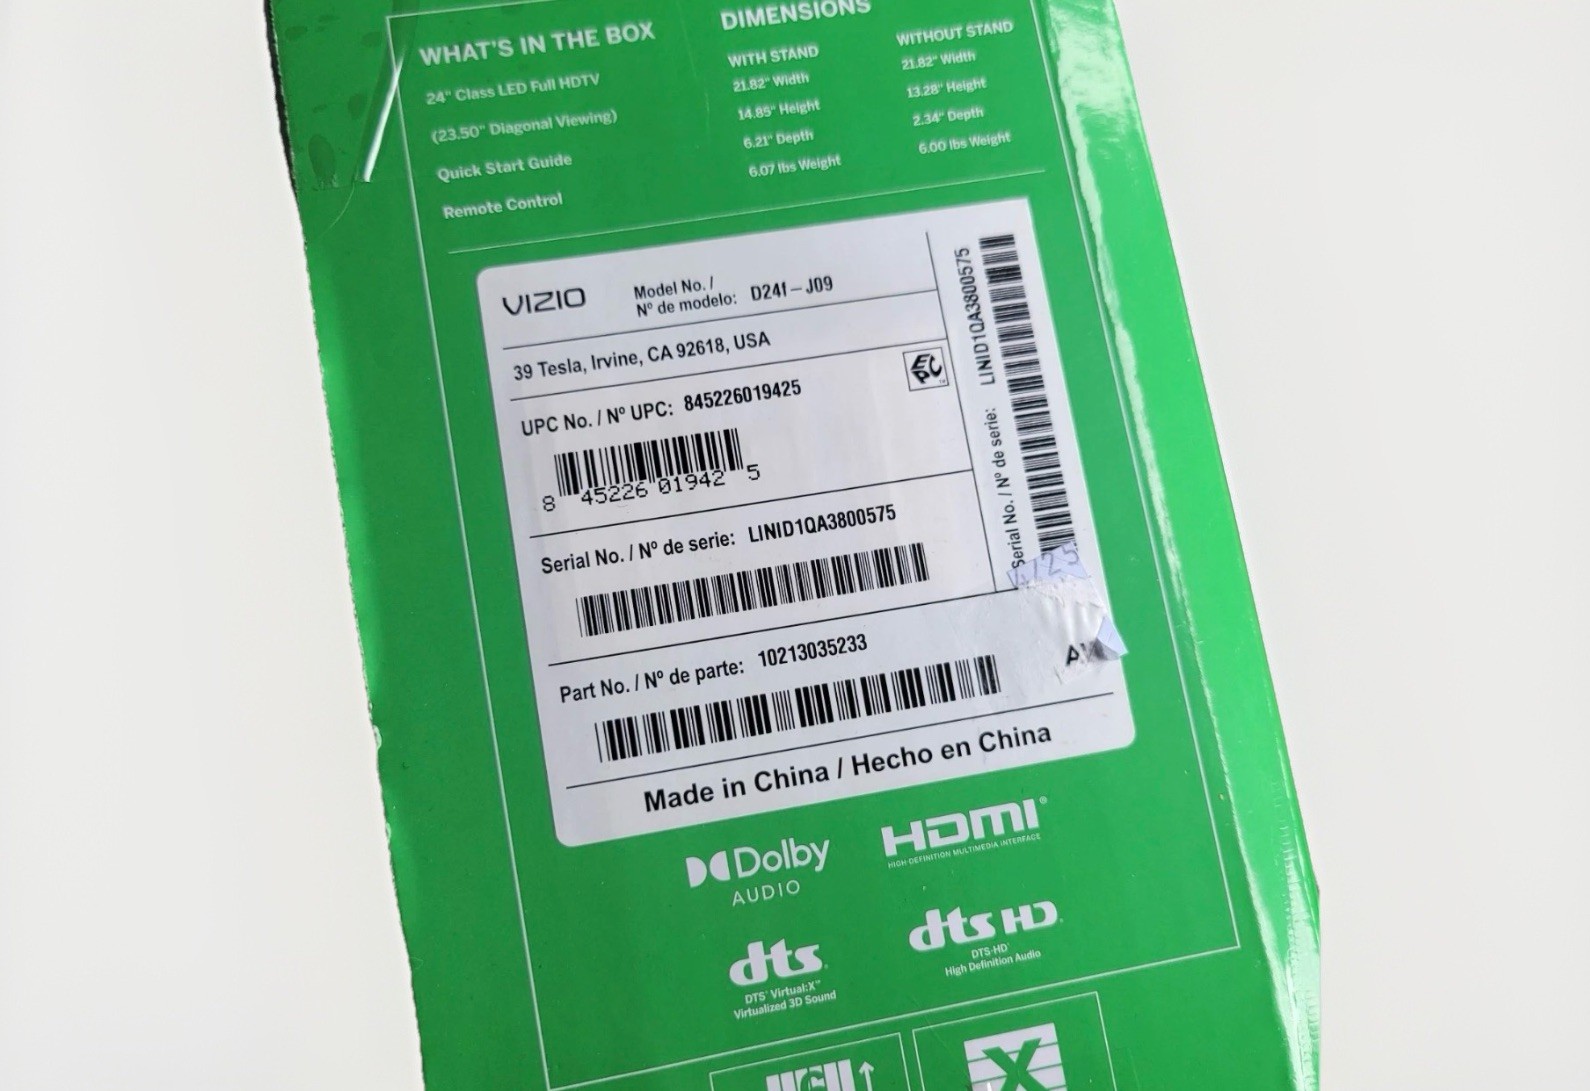 WHAT'S IN THE BOX
24" Class LED Full HDTV
(23.50" Diagonal Viewing)
Quick Start Guide
Remote Control
DIMENSIONS
WITH STAND
21.82" Width
14.85" Height
6.21" Depth
6.07 lbs Weight
WITHOUT STAND
21.82" Width
13.28" Height
2.34" Depth
6.00 lbs Weight
VIZIO
Model No. /
Nº de modelo: D24f-J09
39 Tesla, Irvine, CA 92618, USA
UPC No. / Nº UPC: 845226019425
EPC
8 45226 01942 5
Serial No. / Nº de serie: LINID1QA3800575
Part No. / Nº de parte: 10213035233
Made in China / Hecho en China
Serial No. / Nº de serie: LINID1QA3800575
Dolby
AUDIO
HDMI®
HIGH-DEFINITION MULTIMEDIA INTERFACE
dts
DTS Virtual:X™
Virtualized 3D Sound
dts HD
DTS-HD
High Definition Audio